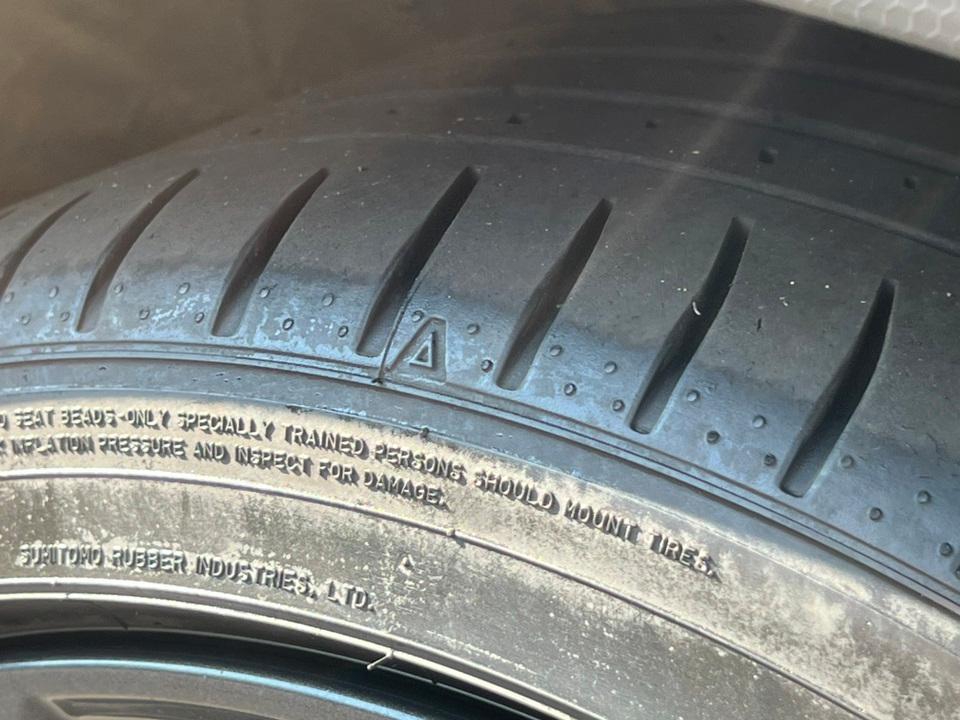 Δ
SEAT BEADS-ONLY SPECIALLY TRAINED PERSONS SHOULD MOUNT TIRES.
INFLATION PRESSURE AND INSPECT FOR DAMAGE.
SUMITOMO RUBBER INDUSTRIES, LTD.